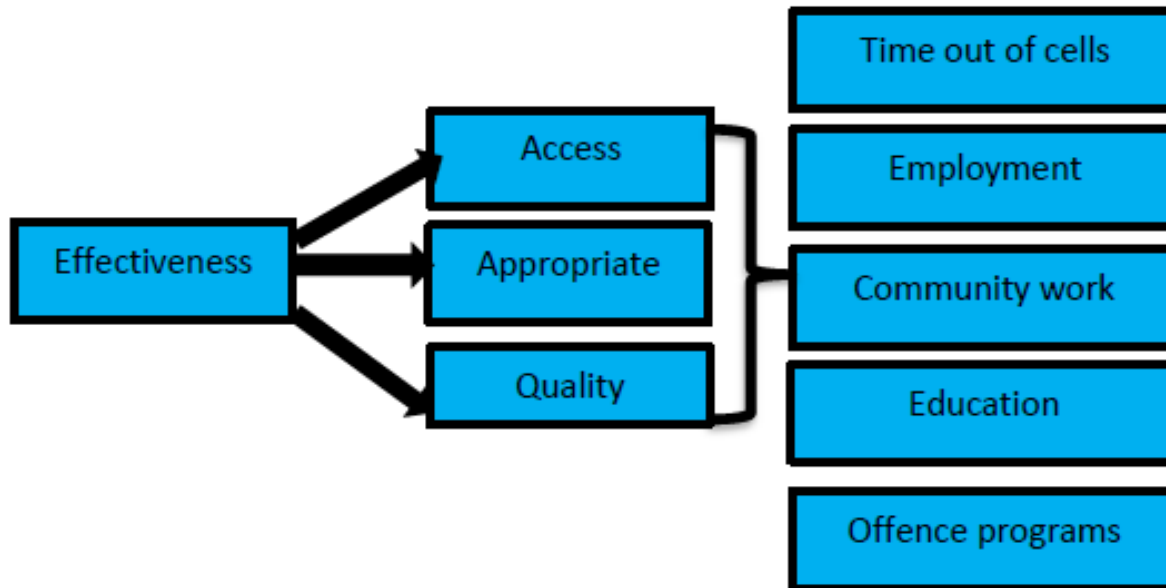 Effectiveness
Access
Appropriate
Quality
Time out of cells
Employment
Community work
Education
Offence programs